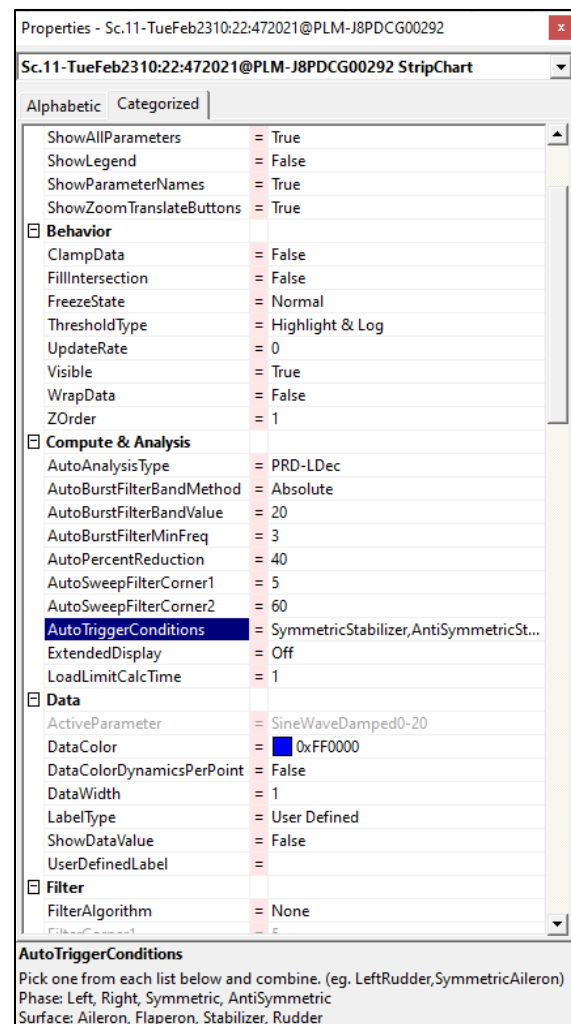 Properties - Sc.11-TueFeb2310:22:472021@PLM-J8PDCG00292
Sc.11-TueFeb2310:22:472021@PLM-J8PDCG00292 StripChart
Alphabetic Categorized
ShowAllParameters = True
ShowLegend = False
ShowParameterNames = True
ShowZoomTranslateButtons = True
Behavior
ClampData = False
FillIntersection = False
FreezeState = Normal
ThresholdType = Highlight & Log
UpdateRate = 0
Visible = True
WrapData = False
ZOrder = 1
Compute & Analysis
AutoAnalysisType = PRD-LDec
AutoBurstFilterBandMethod = Absolute
AutoBurstFilterBandValue = 20
AutoBurstFilterMinFreq = 3
AutoPercentReduction = 40
AutoSweepFilterCorner1 = 5
AutoSweepFilterCorner2 = 60
AutoTriggerConditions = SymmetricStabilizer,AntiSymmetricSt...
ExtendedDisplay = Off
LoadLimitCalcTime = 1
Data
ActiveParameter = SineWaveDamped0-20
DataColor = 0xFF0000
DataColorDynamicsPerPoint = False
DataWidth = 1
LabelType = User Defined
ShowDataValue = False
UserDefinedLabel =
Filter
FilterAlgorithm = None
FilterCorner1 = 5
AutoTriggerConditions
Pick one from each list below and combine. (eg. LeftRudder,SymmetricAileron)
Phase: Left, Right, Symmetric, AntiSymmetric
Surface: Aileron, Flaperon, Stabilizer, Rudder